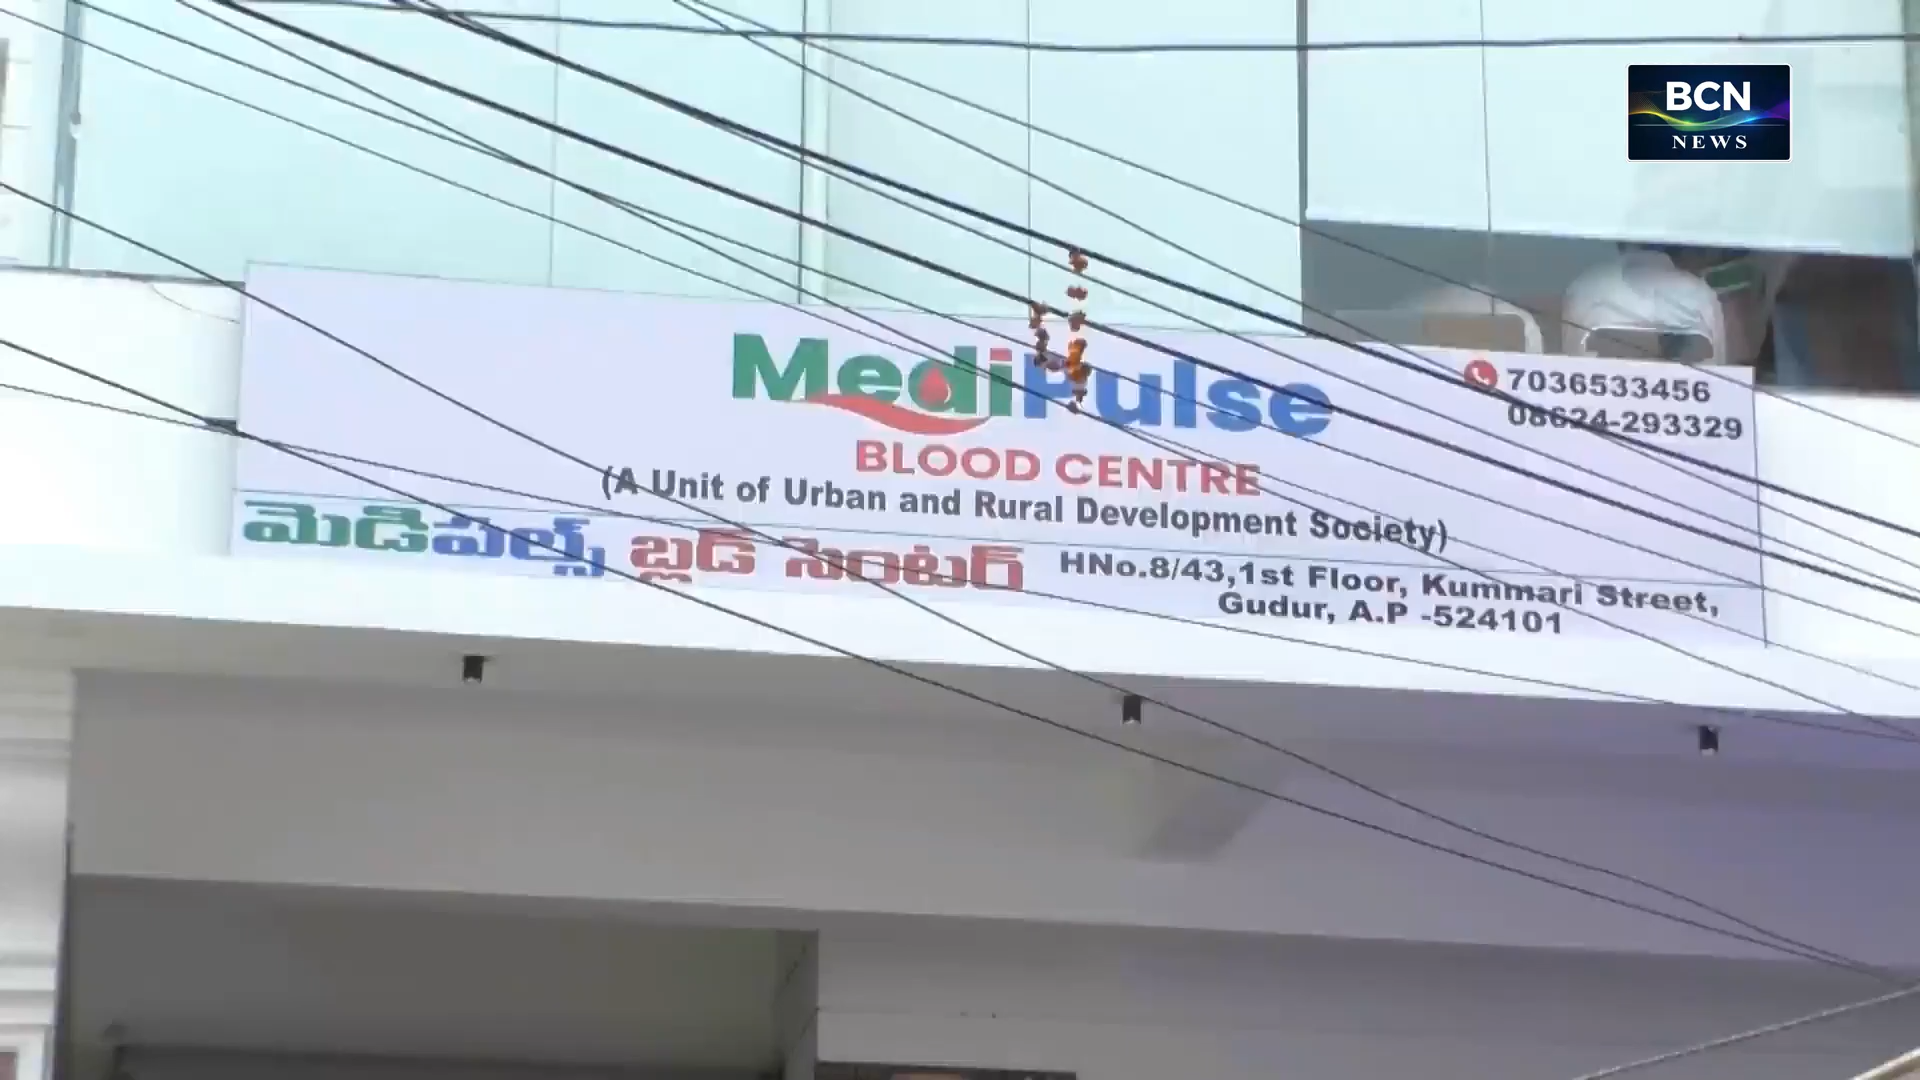 BCN
NEWS
MediPulse
7036533456
08624-293329
BLOOD CENTRE
(A Unit of Urban and Rural Development Society)
మెడిపల్స్ బ్లడ్ సెంటర్
HNo.8/43,1st Floor, Kummari Street,
Gudur, A.P -524101